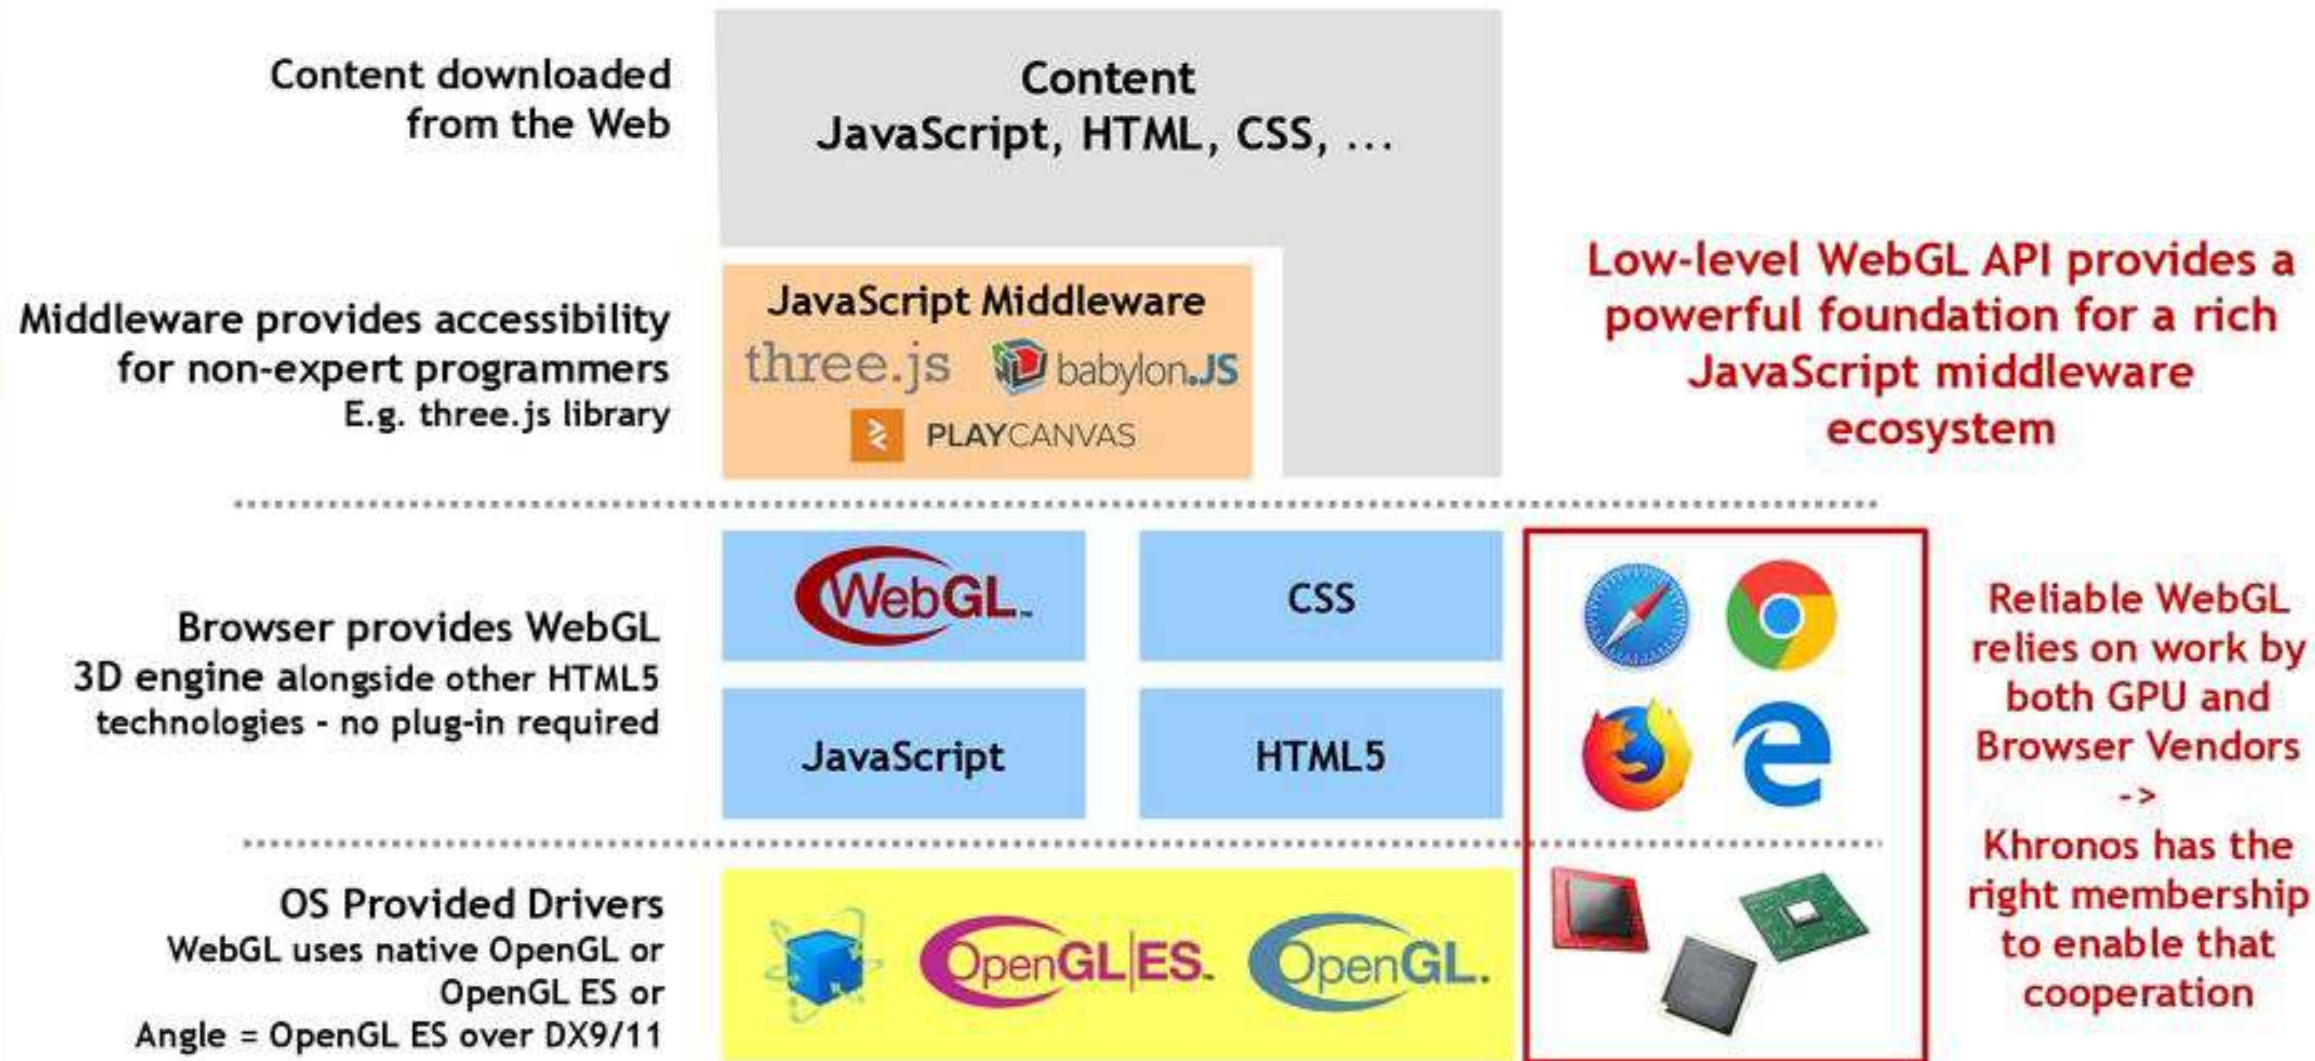 Content downloaded
from the Web
Content
JavaScript, HTML, CSS, ...
Middleware provides accessibility
for non-expert programmers
E.g. three.js library
JavaScript Middleware
three.js babylon.JS
PLAYCANVAS
Low-level WebGL API provides a
powerful foundation for a rich
JavaScript middleware
ecosystem
Browser provides WebGL
3D engine alongside other HTML5
technologies - no plug-in required
WebGL™
CSS
JavaScript
HTML5
Reliable WebGL
relies on work by
both GPU and
Browser Vendors
->
Khronos has the
right membership
to enable that
cooperation
OS Provided Drivers
WebGL uses native OpenGL or
OpenGL ES or
Angle = OpenGL ES over DX9/11
OpenGL|ES™
OpenGL.